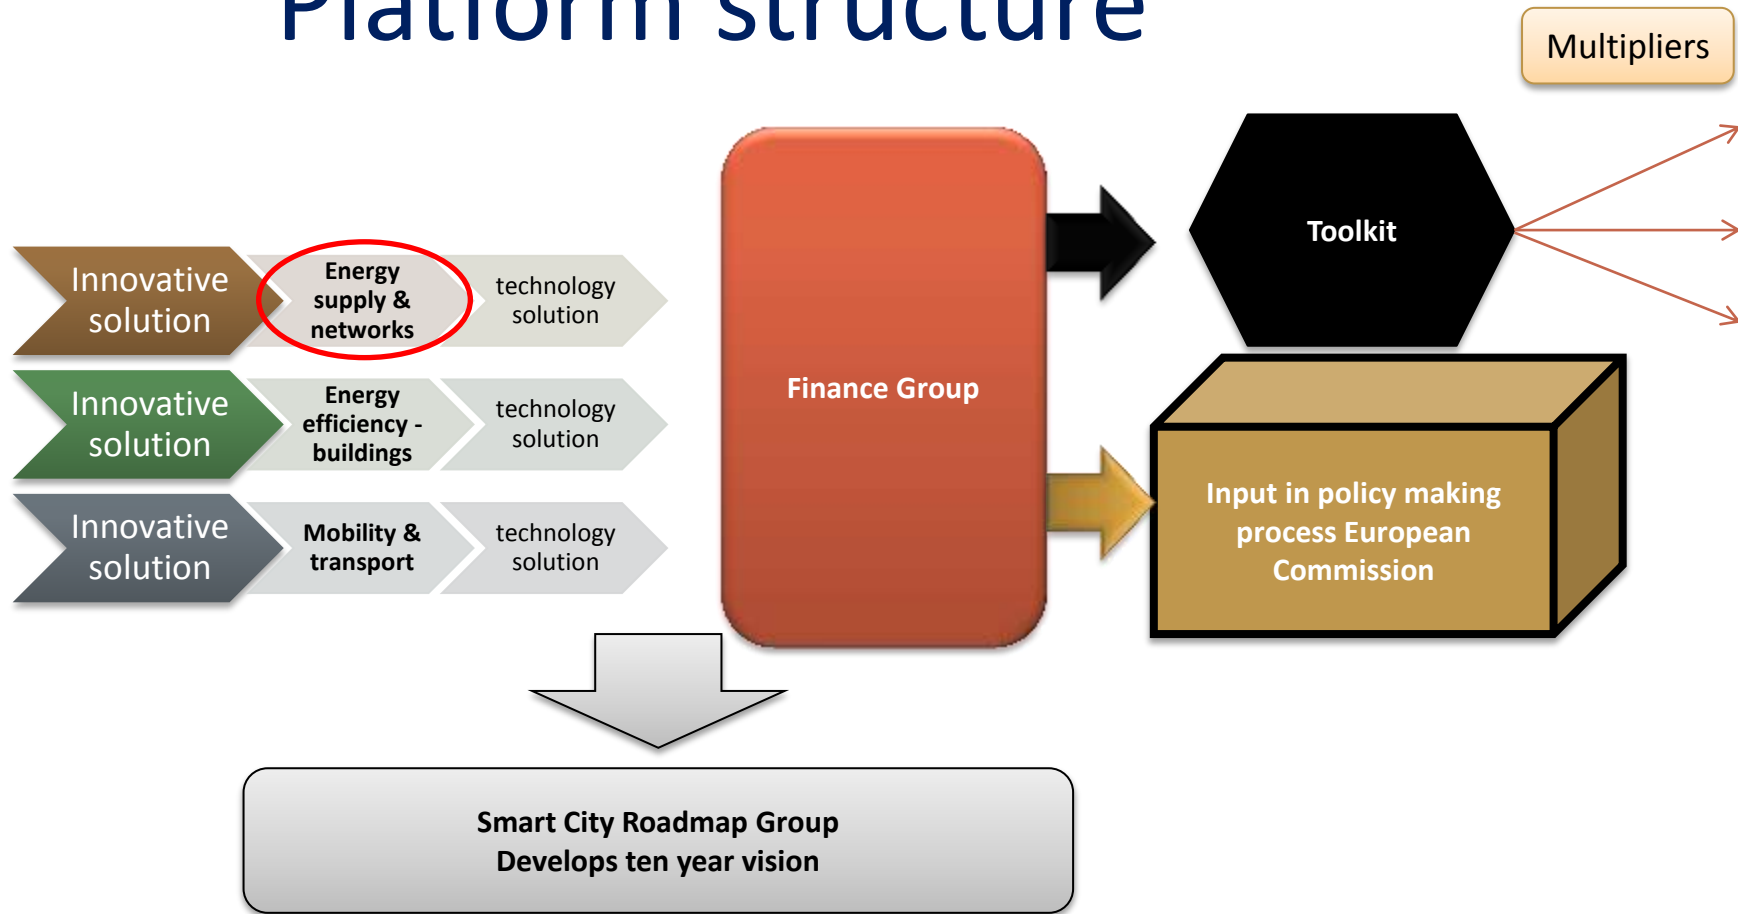 Platform structure
Multipliers
Innovative
solution
Energy
supply &
networks
technology
solution
Innovative
solution
Energy
efficiency -
buildings
technology
solution
Innovative
solution
Mobility &
transport
technology
solution
Finance Group
Toolkit
Input in policy making
process European
Commission
Smart City Roadmap Group
Develops ten year vision